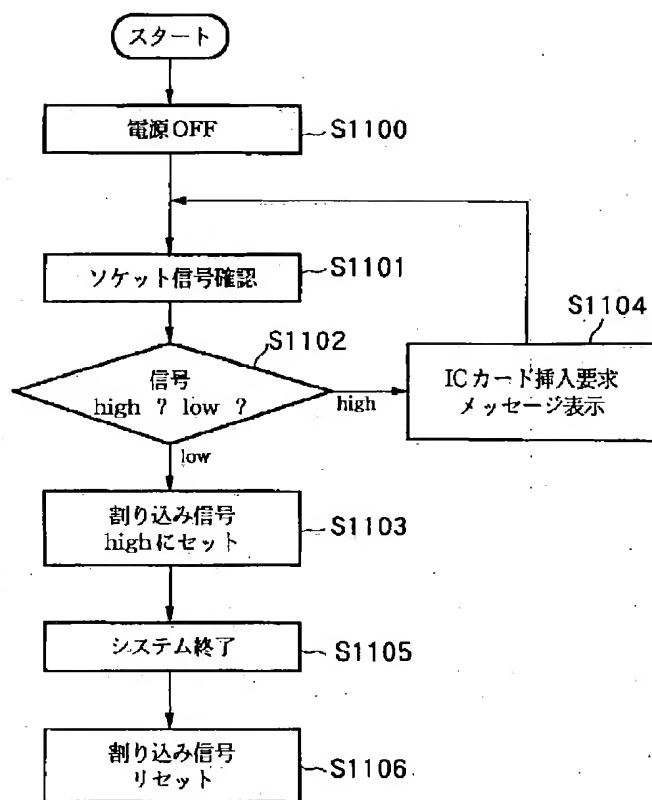 スタート
電源OFF
S1100
ソケット信号確認
S1101
S1102
信号
high ? low ?
high
low
S1104
ICカード挿入要求
メッセージ表示
割り込み信号
highにセット
S1103
システム終了
S1105
割り込み信号
リセット
S1106